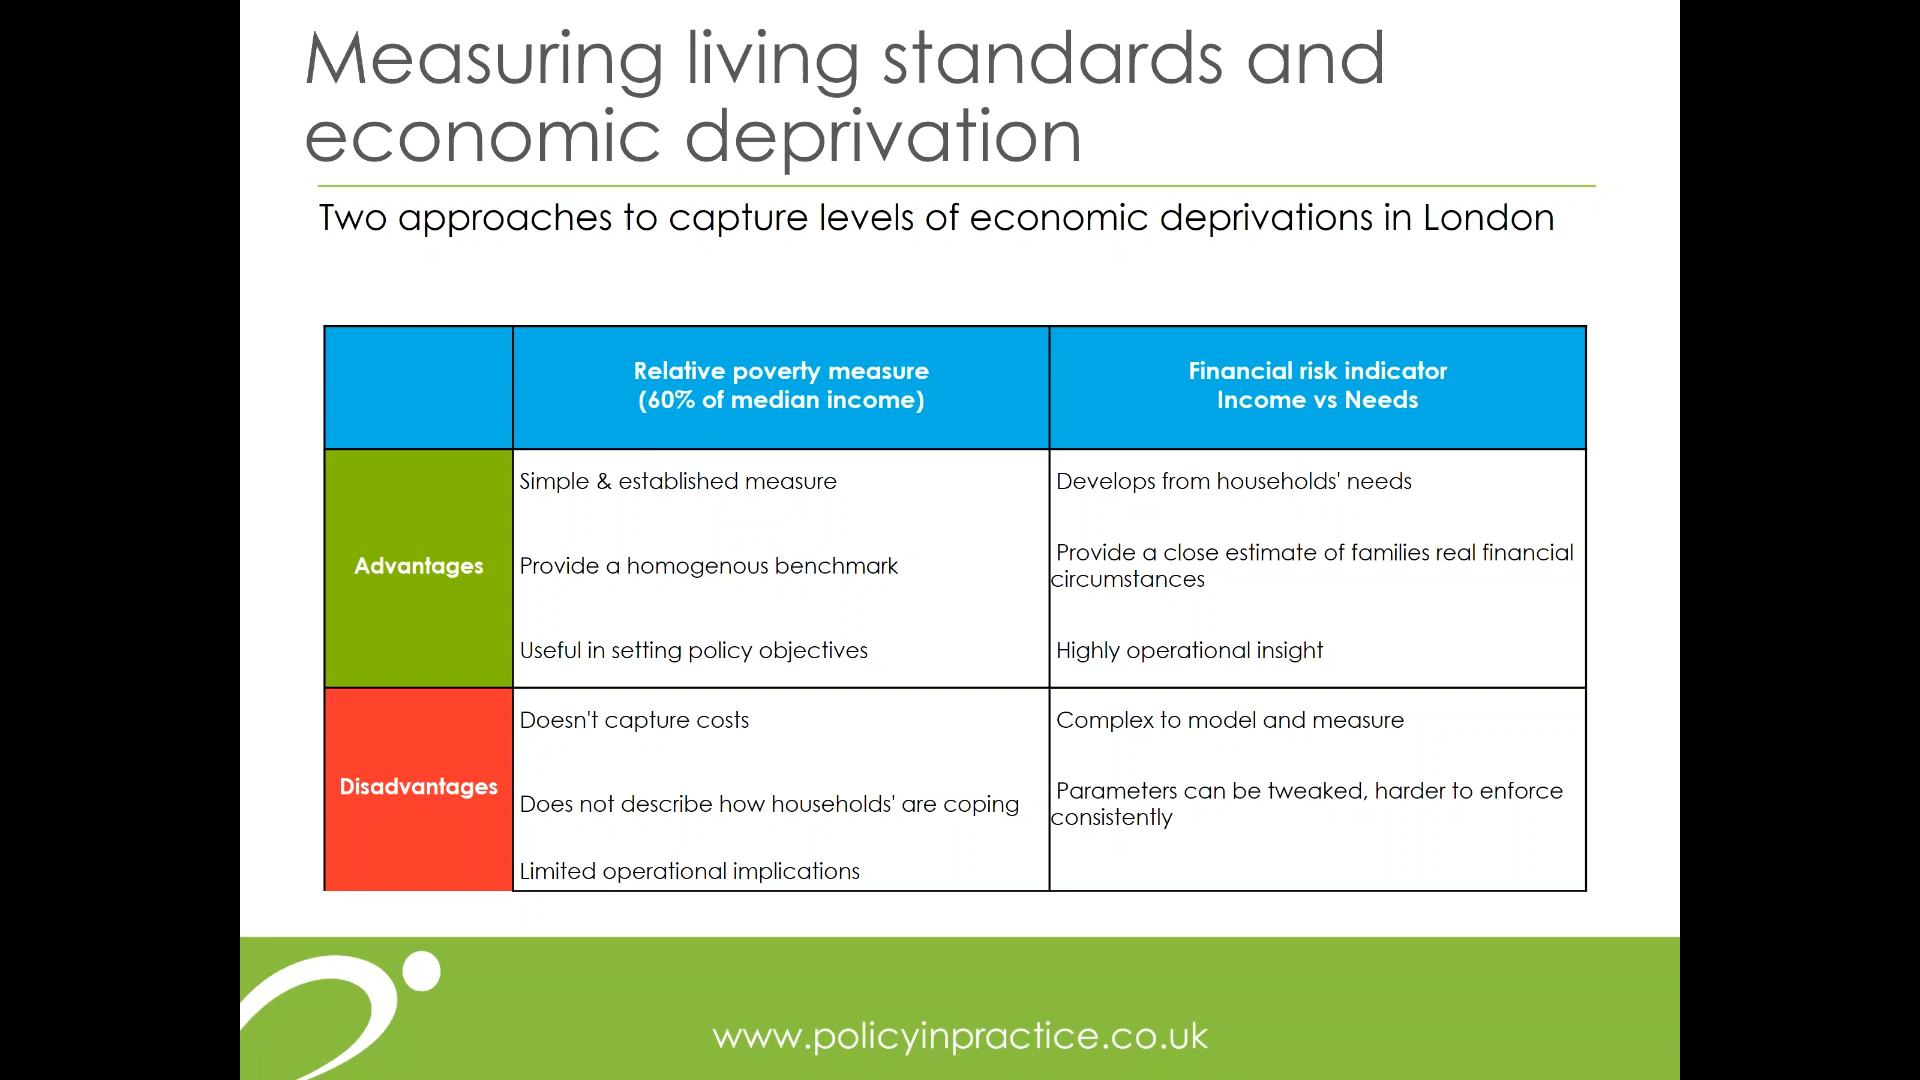 Measuring living standards and
economic deprivation
Two approaches to capture levels of economic deprivations in London
Relative poverty measure
(60% of median income)
Financial risk indicator
Income vs Needs
Advantages
Simple & established measure
Provide a homogenous benchmark
Useful in setting policy objectives
Develops from households' needs
Provide a close estimate of families real financial
circumstances
Highly operational insight
Disadvantages
Doesn't capture costs
Does not describe how households' are coping
Limited operational implications
Complex to model and measure
Parameters can be tweaked, harder to enforce
consistently
www.policyinpractice.co.uk